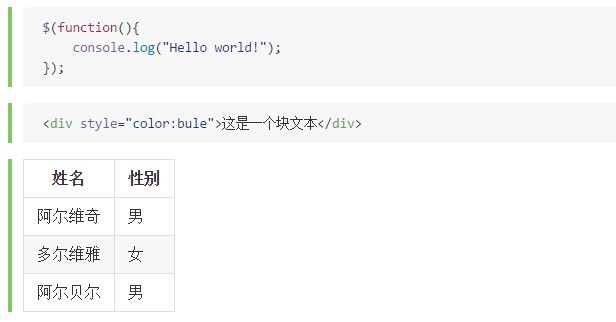 $(function(){
    console.log("Hello world!");
});
<div style="color:bule">这是一个块文本</div>
姓名 性别
阿尔维奇 男
多尔维雅 女
阿尔贝尔 男